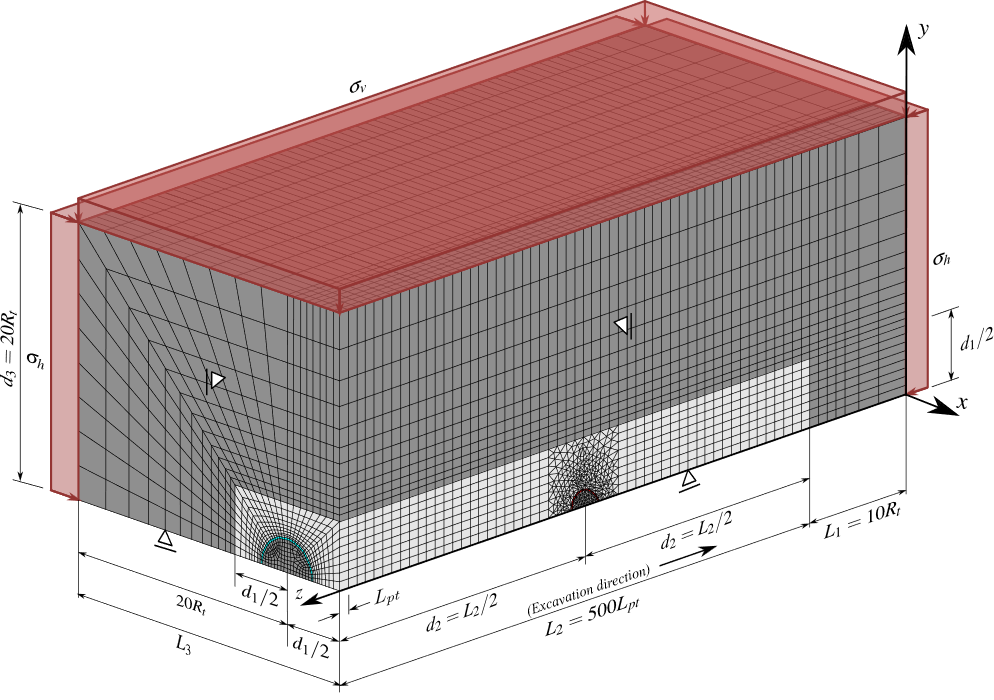 y
σᵥ
σₕ
d₁/2
x
d₃ = 20Rₜ
σₕ
L₁ = 10Rₜ
d₂ = L₂/2
(Excavation direction)
L₂ = 500Lₚₜ
d₂ = L₂/2
Lₚₜ
z
d₁/2
20Rₜ
d₁/2
L₃